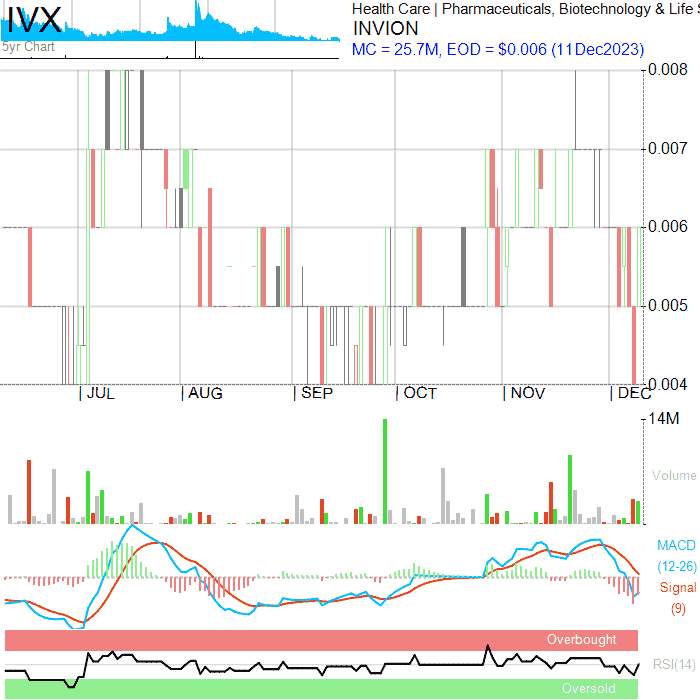 IVX
5yr Chart
Health Care | Pharmaceuticals, Biotechnology & Life
INVION
MC = 25.7M, EOD = $0.006 (11Dec2023)
0.008
0.007
0.006
0.005
0.004
| JUL | AUG | SEP | OCT | NOV | DEC
14M
Volume
MACD
(12-26)
Signal
(9)
Overbought
RSI(14)
Oversold